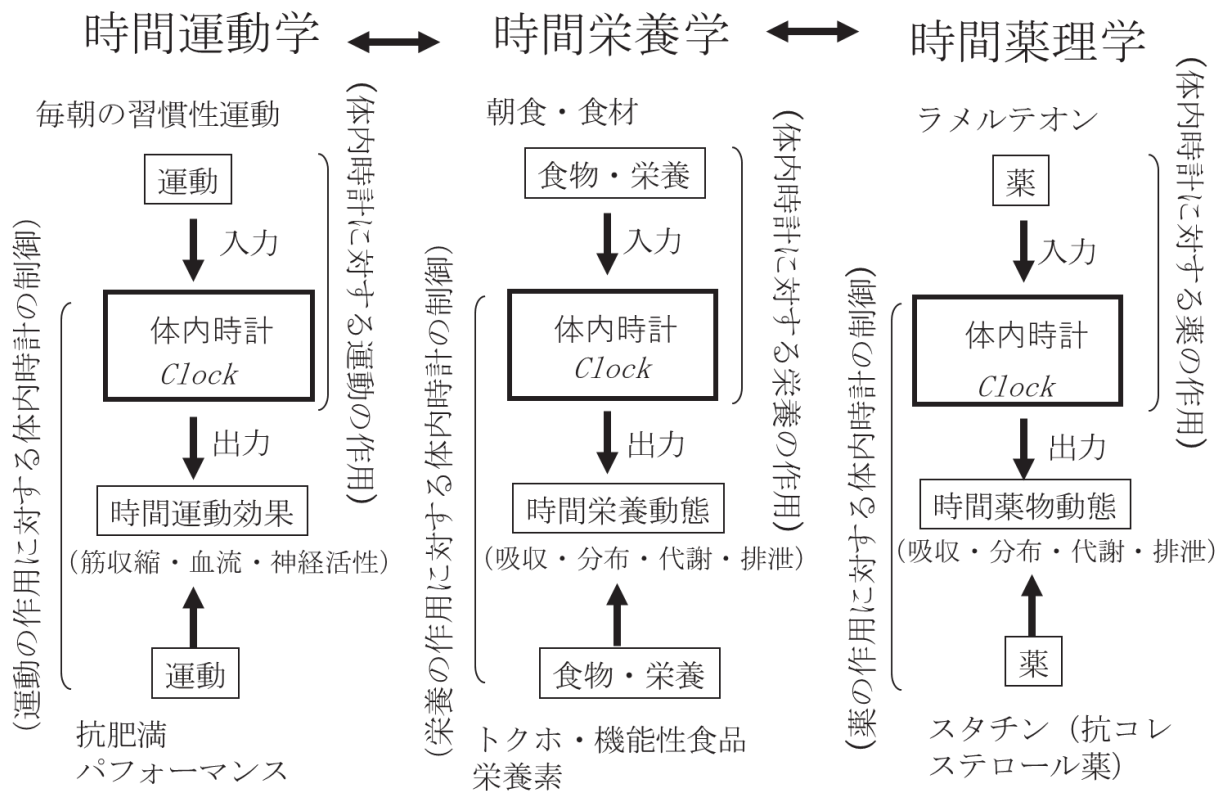 時間運動学
毎朝の習慣性運動
運動
入力
(体内時計に対する運動の作用)
体内時計
Clock
出力
(運動の作用に対する体内時計の制御)
時間運動効果
(筋収縮・血流・神経活性)
運動
抗肥満
パフォーマンス
時間栄養学
朝食・食材
食物・栄養
入力
(体内時計に対する栄養の作用)
体内時計
Clock
出力
(栄養の作用に対する体内時計の制御)
時間栄養動態
(吸収・分布・代謝・排泄)
食物・栄養
トクホ・機能性食品
栄養素
時間薬理学
ラメルテオン
薬
入力
(体内時計に対する薬の作用)
体内時計
Clock
出力
(薬の作用に対する体内時計の制御)
時間薬物動態
(吸収・分布・代謝・排泄)
薬
スタチン（抗コレ
ステロール薬）